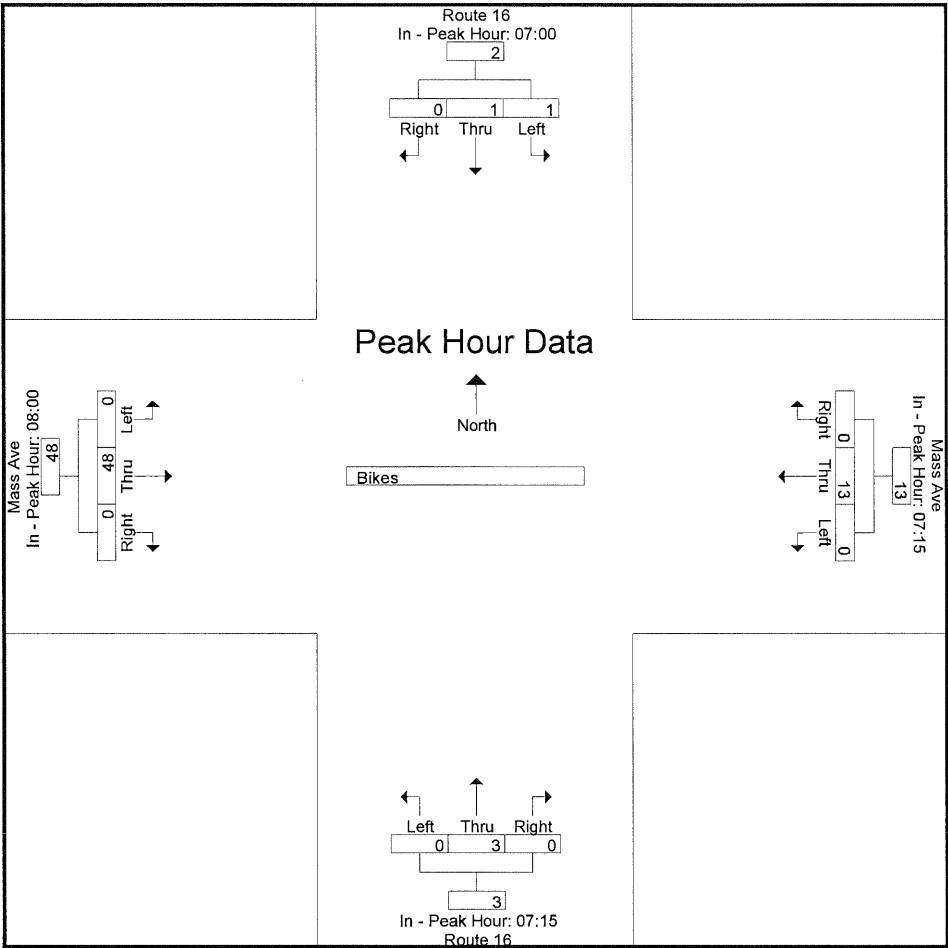 Route 16
In - Peak Hour: 07:00
2
0 1 1
Right Thru Left
Peak Hour Data
North
Bikes
Mass Ave
In - Peak Hour: 08:00
48
0 48 0
Left Thru Right
Mass Ave
In - Peak Hour: 07:15
13
0 13 0
Right Thru Left
Left Thru Right
0 3 0
3
In - Peak Hour: 07:15
Route 16